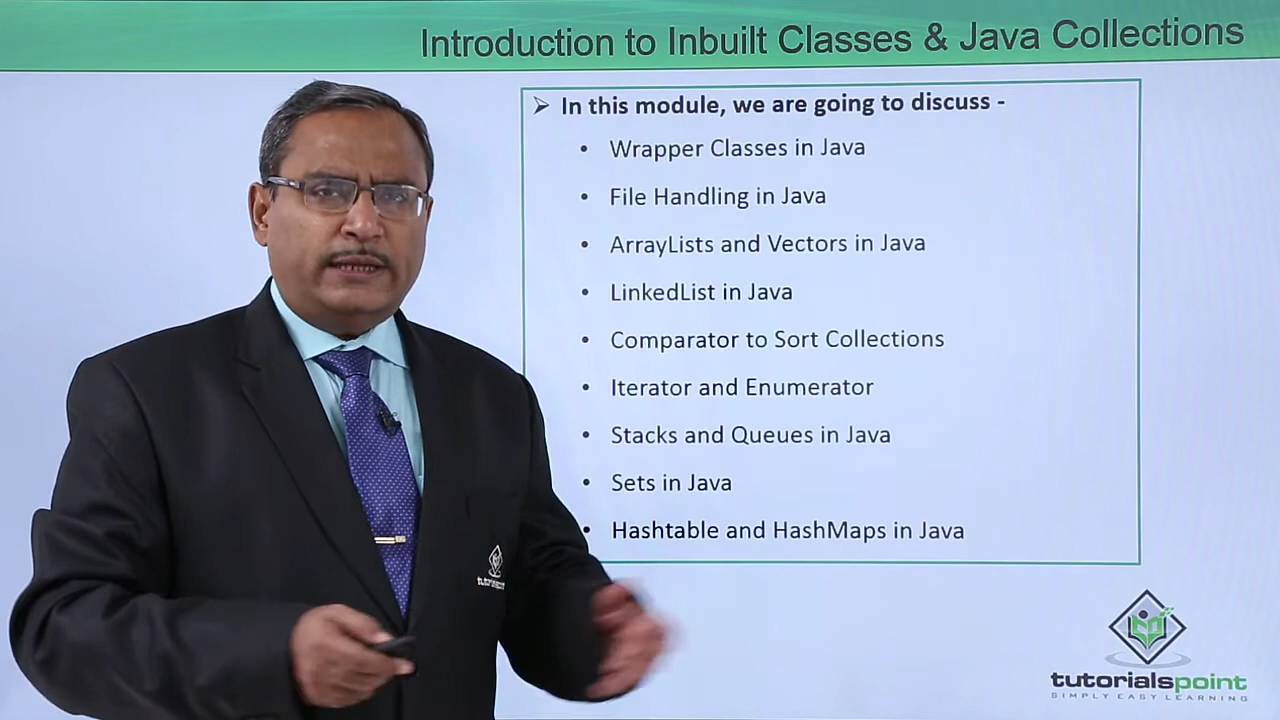 Introduction to Inbuilt Classes & Java Collections
➢ In this module, we are going to discuss -
• Wrapper Classes in Java
• File Handling in Java
• ArrayLists and Vectors in Java
• LinkedList in Java
• Comparator to Sort Collections
• Iterator and Enumerator
• Stacks and Queues in Java
• Sets in Java
• Hashtable and HashMaps in Java
tutorialspoint
tutorialspoint
SIMPLY EASY LEARNING